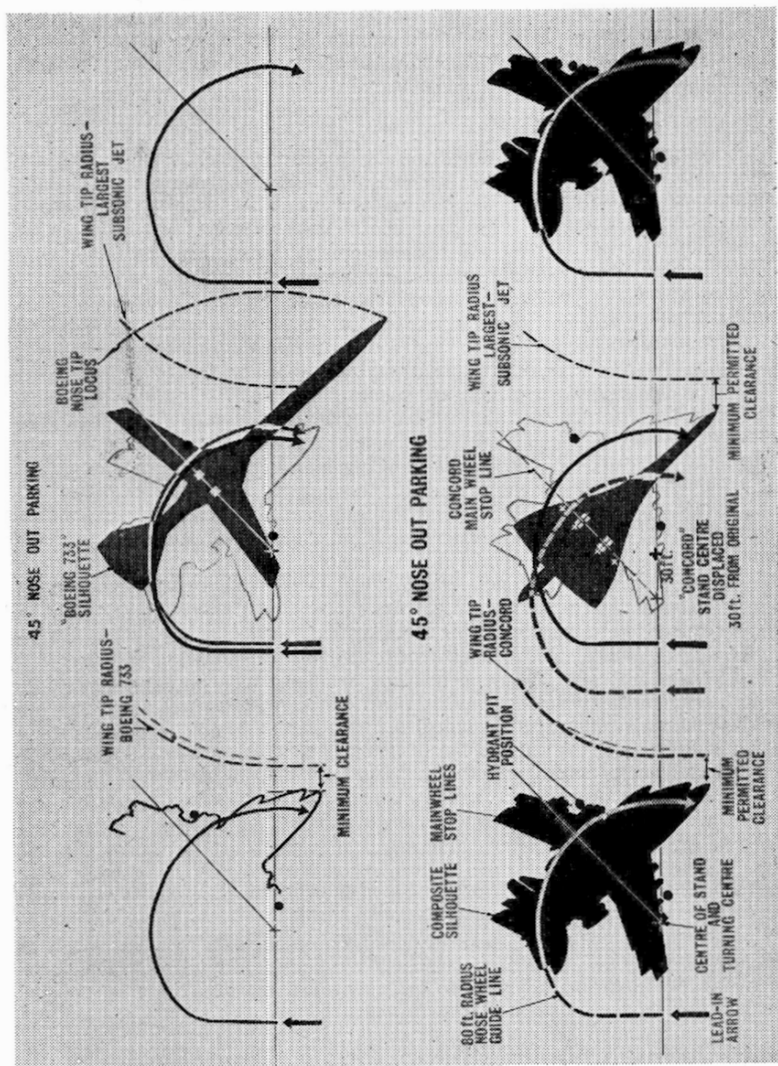 45° NOSE OUT PARKING
WING TIP RADIUS–
LARGEST
SUBSONIC JET
BOEING
NOSE TIP
LOCUS
"BOEING 733"
SILHOUETTE
WING TIP RADIUS–
BOEING 733
MINIMUM CLEARANCE
45° NOSE OUT PARKING
WING TIP RADIUS
LARGEST–
SUBSONIC JET
CONCORD
MAIN WHEEL
STOP LINE
WING TIP
RADIUS–
CONCORD
HYDRANT PIT
POSITION
MAINWHEEL
STOP LINES
COMPOSITE
SILHOUETTE
80ft. RADIUS
NOSE WHEEL
GUIDE LINE
LEAD-IN
ARROW
CENTRE OF STAND
AND
TURNING CENTRE
MINIMUM
PERMITTED
CLEARANCE
30ft.
"CONCORD"
STAND CENTRE
DISPLACED
30ft. FROM ORIGINAL
MINIMUM PERMITTED
CLEARANCE